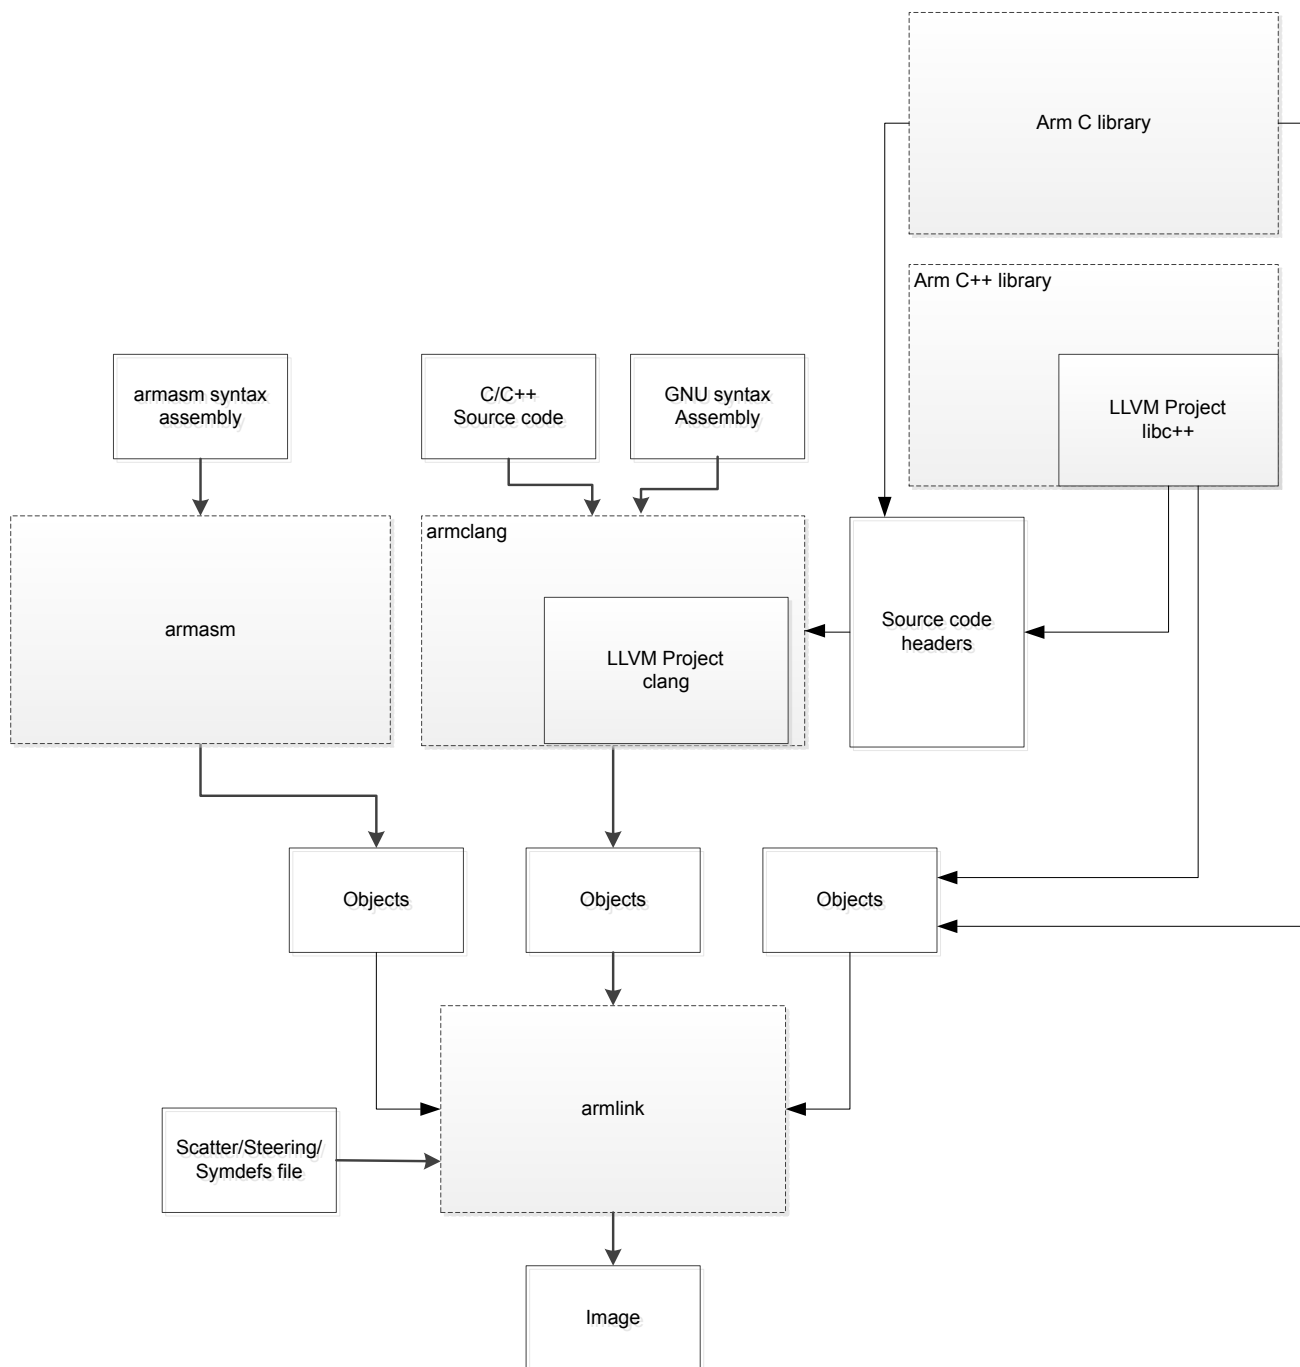 Arm C library
Arm C++ library
LLVM Project
libc++
armasm syntax
assembly
C/C++
Source code
GNU syntax
Assembly
armasm
armclang
LLVM Project
clang
Source code
headers
Objects
Objects
Objects
armlink
Scatter/Steering/
Symdefs file
Image